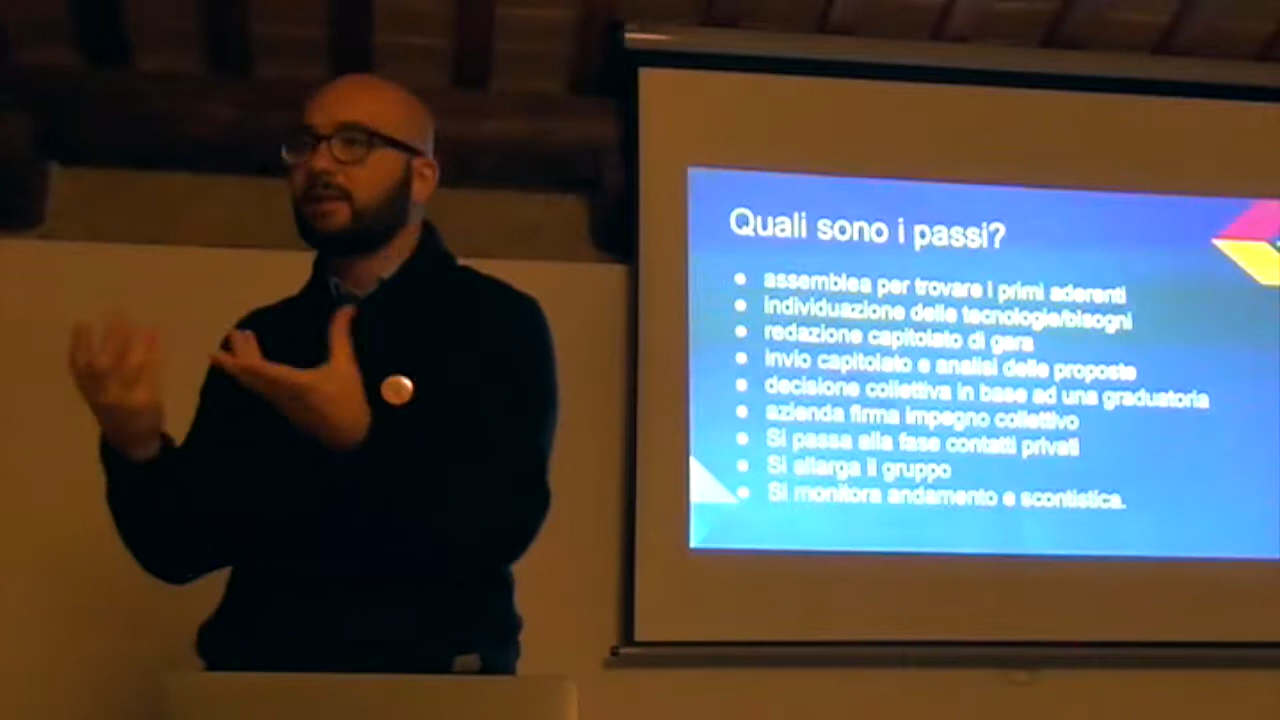 Quali sono i passi?
● assemblea per trovare i primi aderenti
● individuazione delle tecnologie/bisogni
● redazione capitolato di gara
● invio capitolato e analisi delle proposte
● decisione collettiva in base ad una graduatoria
● azienda firma impegno collettivo
● Si passa alla fase contatti privati
● Si allarga il gruppo
● Si monitora andamento e scontistica.